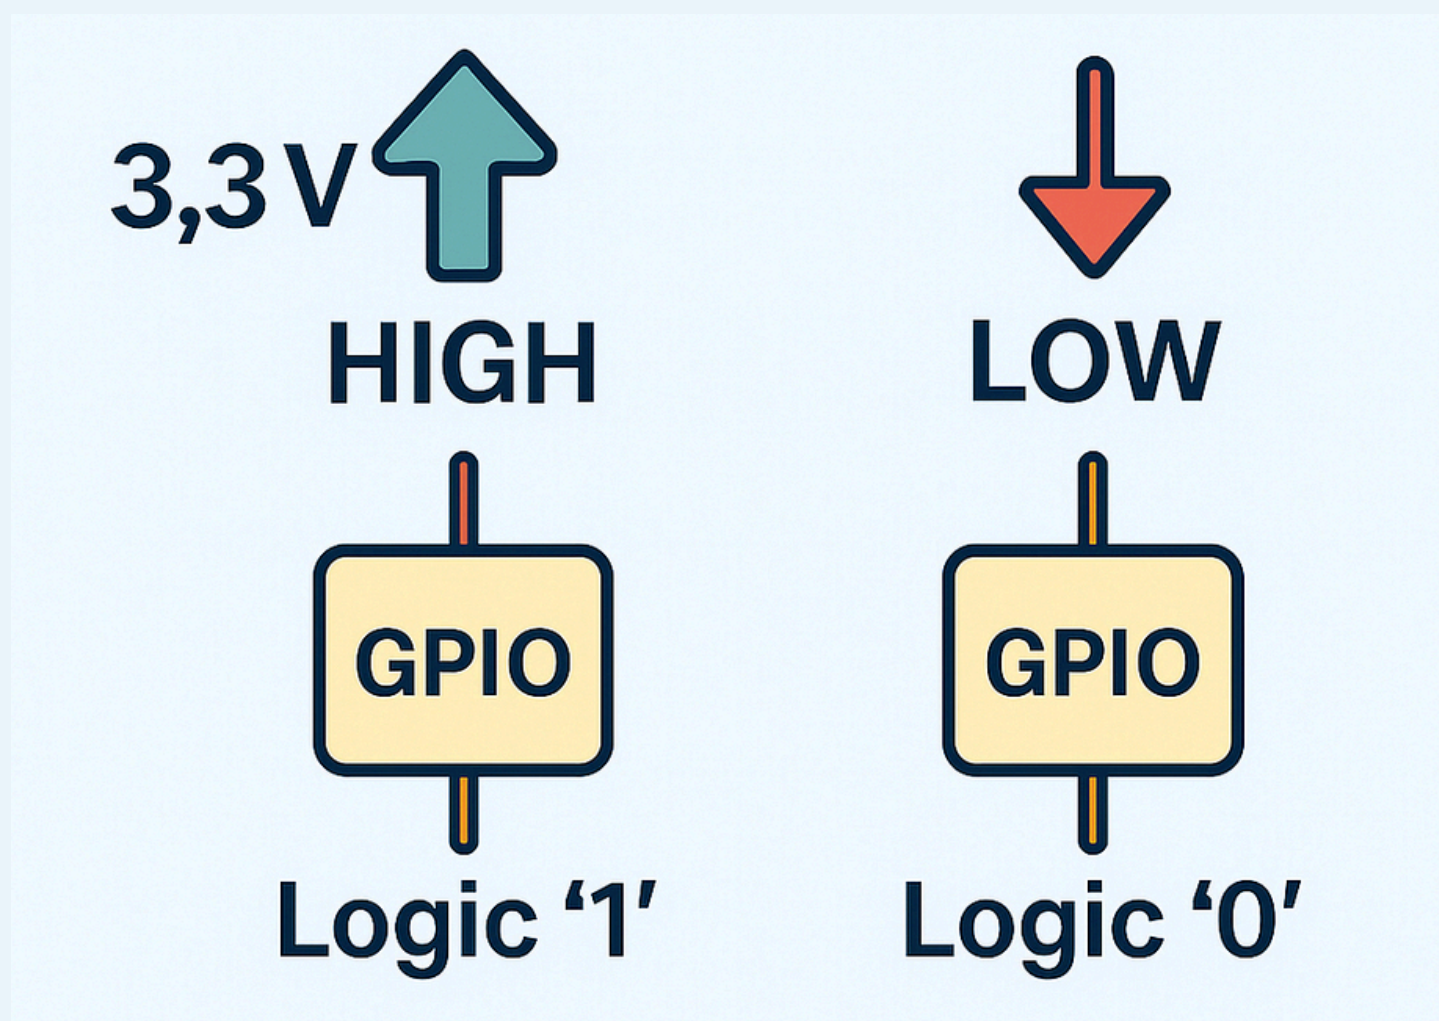 3,3 V
HIGH
LOW
GPIO
GPIO
Logic ‘1’
Logic ‘0’